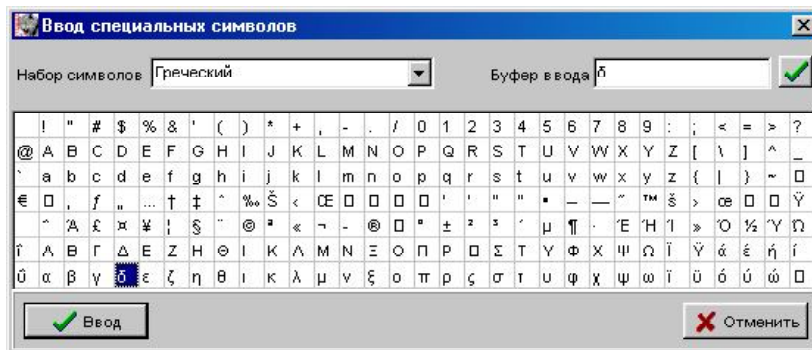 Ввод специальных символов
Набор символов Греческий Буфер ввода δ
! " # $ % & ' ( ) * + , - . / 0 1 2 3 4 5 6 7 8 9 : ; < = > ?
@ A B C D E F G H I J K L M N O P Q R S T U V W X Y Z [ \ ] ^ _
` a b c d e f g h i j k l m n o p q r s t u v w x y z { | } ~ □
€ □ ‚ ƒ „ … † ‡ ˆ ‰ Š ‹ Œ □ □ □ □ ' ' " " • – — ˜ ™ š › œ □ □ Ÿ
Ά £ ¤ ¥ ¦ § ¨ © ª « ¬ - ® □ ° ± ² ³ ΄ µ ¶ · Έ Ή Ί » Ό ½ Ύ Ώ
ΐ Α Β Γ Δ Ε Ζ Η Θ Ι Κ Λ Μ Ν Ξ Ο Π Ρ □ Σ Τ Υ Φ Χ Ψ Ω Ϊ Ϋ ά έ ή ί
ΰ α β γ δ ε ζ η θ ι κ λ μ ν ξ ο π ρ ς σ τ υ φ χ ψ ω ϊ ϋ ό ύ ώ □
Ввод Отменить